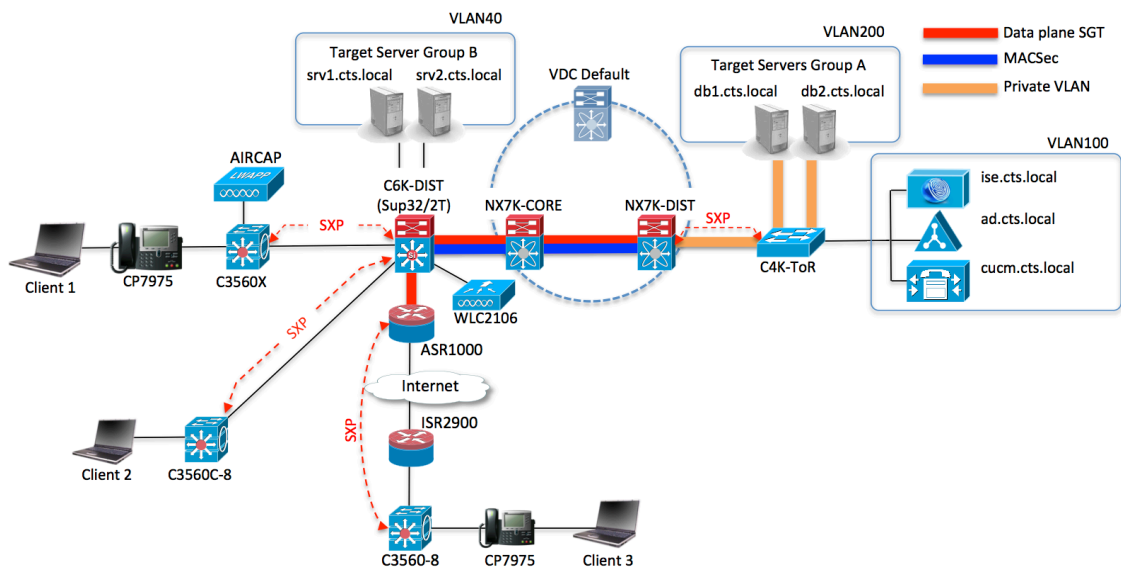 VLAN40
Target Server Group B
srv1.cts.local
srv2.cts.local
VDC Default
VLAN200
Target Servers Group A
db1.cts.local
db2.cts.local
Data plane SGT
MACSec
Private VLAN
VLAN100
ise.cts.local
ad.cts.local
cucm.cts.local
AIRCAP
LWAPP
C6K-DIST
(Sup32/2T)
NX7K-CORE
NX7K-DIST
SXP
SXP
SI
C4K-ToR
Client 1
CP7975
C3560X
WLC2106
SXP
ASR1000
Internet
SXP
ISR2900
Client 2
C3560C-8
C3560-8
CP7975
Client 3